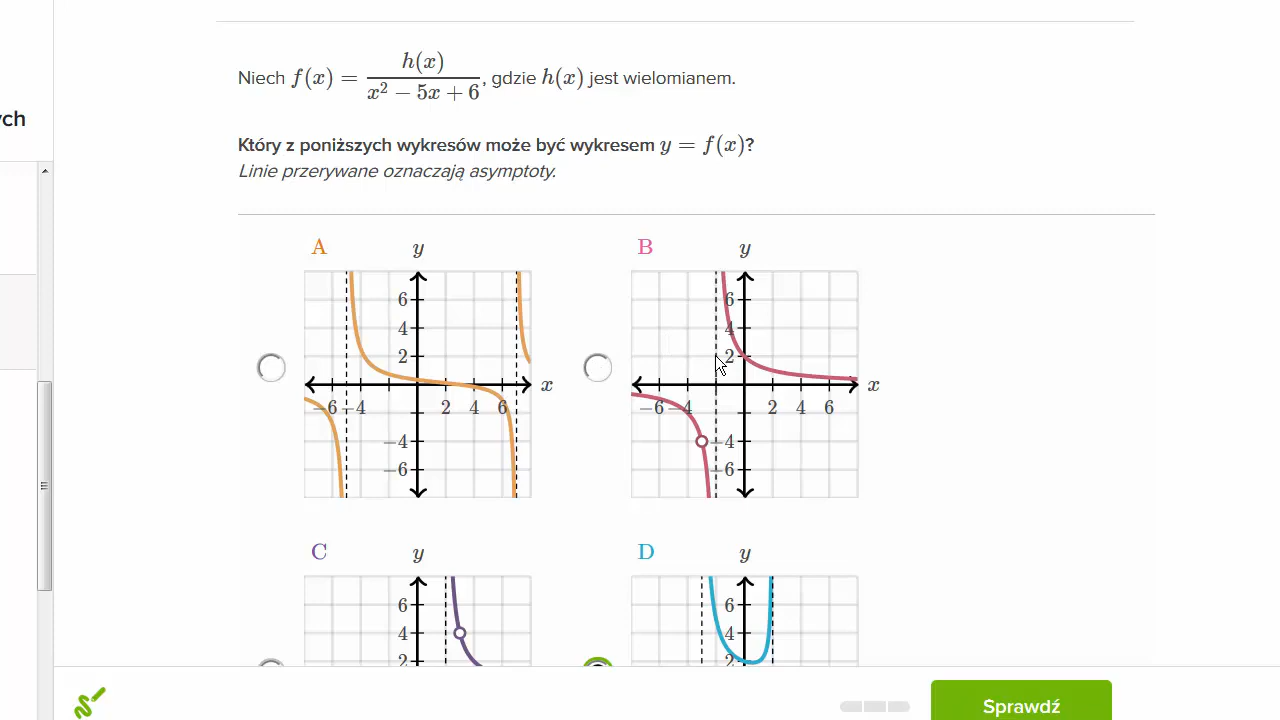 ych
Niech f(x) = h(x) / (x² − 5x + 6), gdzie h(x) jest wielomianem.
Który z poniższych wykresów może być wykresem y = f(x)?
Linie przerywane oznaczają asymptoty.
A
y
6
4
2
−6 −4 2 4 6
x
−4
−6
B
y
6
4
2
−6 −4 2 4 6
x
−4
−6
C
y
6
4
2
D
y
6
4
2
Sprawdź